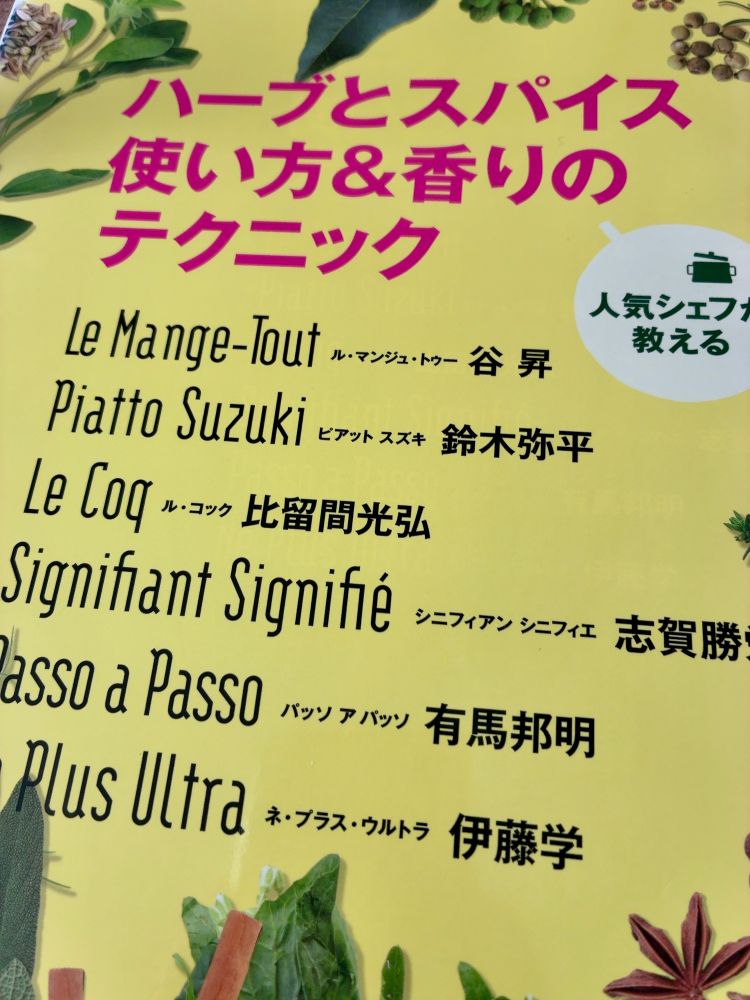 ハーブとスパイス
使い方&香りの
テクニック
人気シェフが
教える
Le Mange-Tout ル・マンジュ・トゥー 谷 昇
Piatto Suzuki ピアット スズキ 鈴木弥平
Le Coq ル・コック 比留間光弘
Signifiant Signifié シニフィアン シニフィエ 志賀勝栄
Passo a Passo パッソ ア パッソ 有馬邦明
Plus Ultra ネ・プラス・ウルトラ 伊藤学